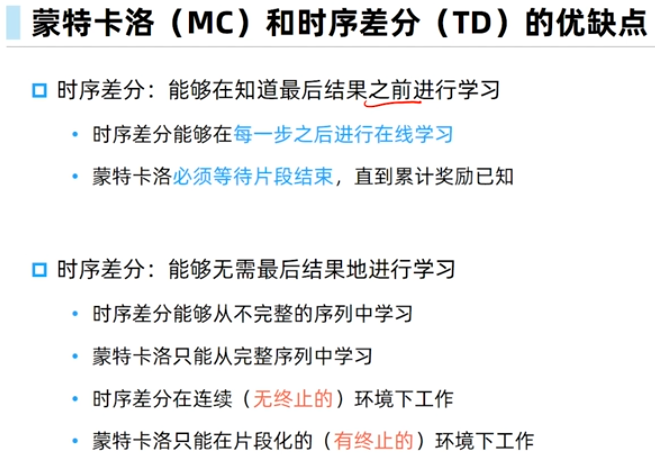 蒙特卡洛（MC）和时序差分（TD）的优缺点
时序差分：能够在知道最后结果之前进行学习
时序差分能够在每一步之后进行在线学习
蒙特卡洛必须等待片段结束，直到累计奖励已知
时序差分：能够无需最后结果地进行学习
时序差分能够从不完整的序列中学习
蒙特卡洛只能从完整序列中学习
时序差分在连续（无终止的）环境下工作
蒙特卡洛只能在片段化的（有终止的）环境下工作